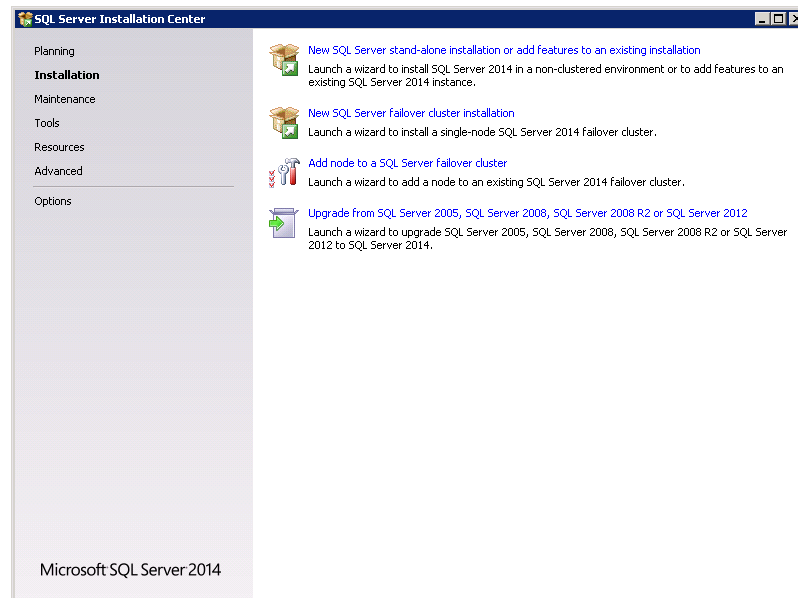 SQL Server Installation Center
Planning
Installation
Maintenance
Tools
Resources
Advanced
Options
New SQL Server stand-alone installation or add features to an existing installation
Launch a wizard to install SQL Server 2014 in a non-clustered environment or to add features to an
existing SQL Server 2014 instance.
New SQL Server failover cluster installation
Launch a wizard to install a single-node SQL Server 2014 failover cluster.
Add node to a SQL Server failover cluster
Launch a wizard to add a node to an existing SQL Server 2014 failover cluster.
Upgrade from SQL Server 2005, SQL Server 2008, SQL Server 2008 R2 or SQL Server 2012
Launch a wizard to upgrade SQL Server 2005, SQL Server 2008, SQL Server 2008 R2 or SQL Server
2012 to SQL Server 2014.
Microsoft SQL Server 2014